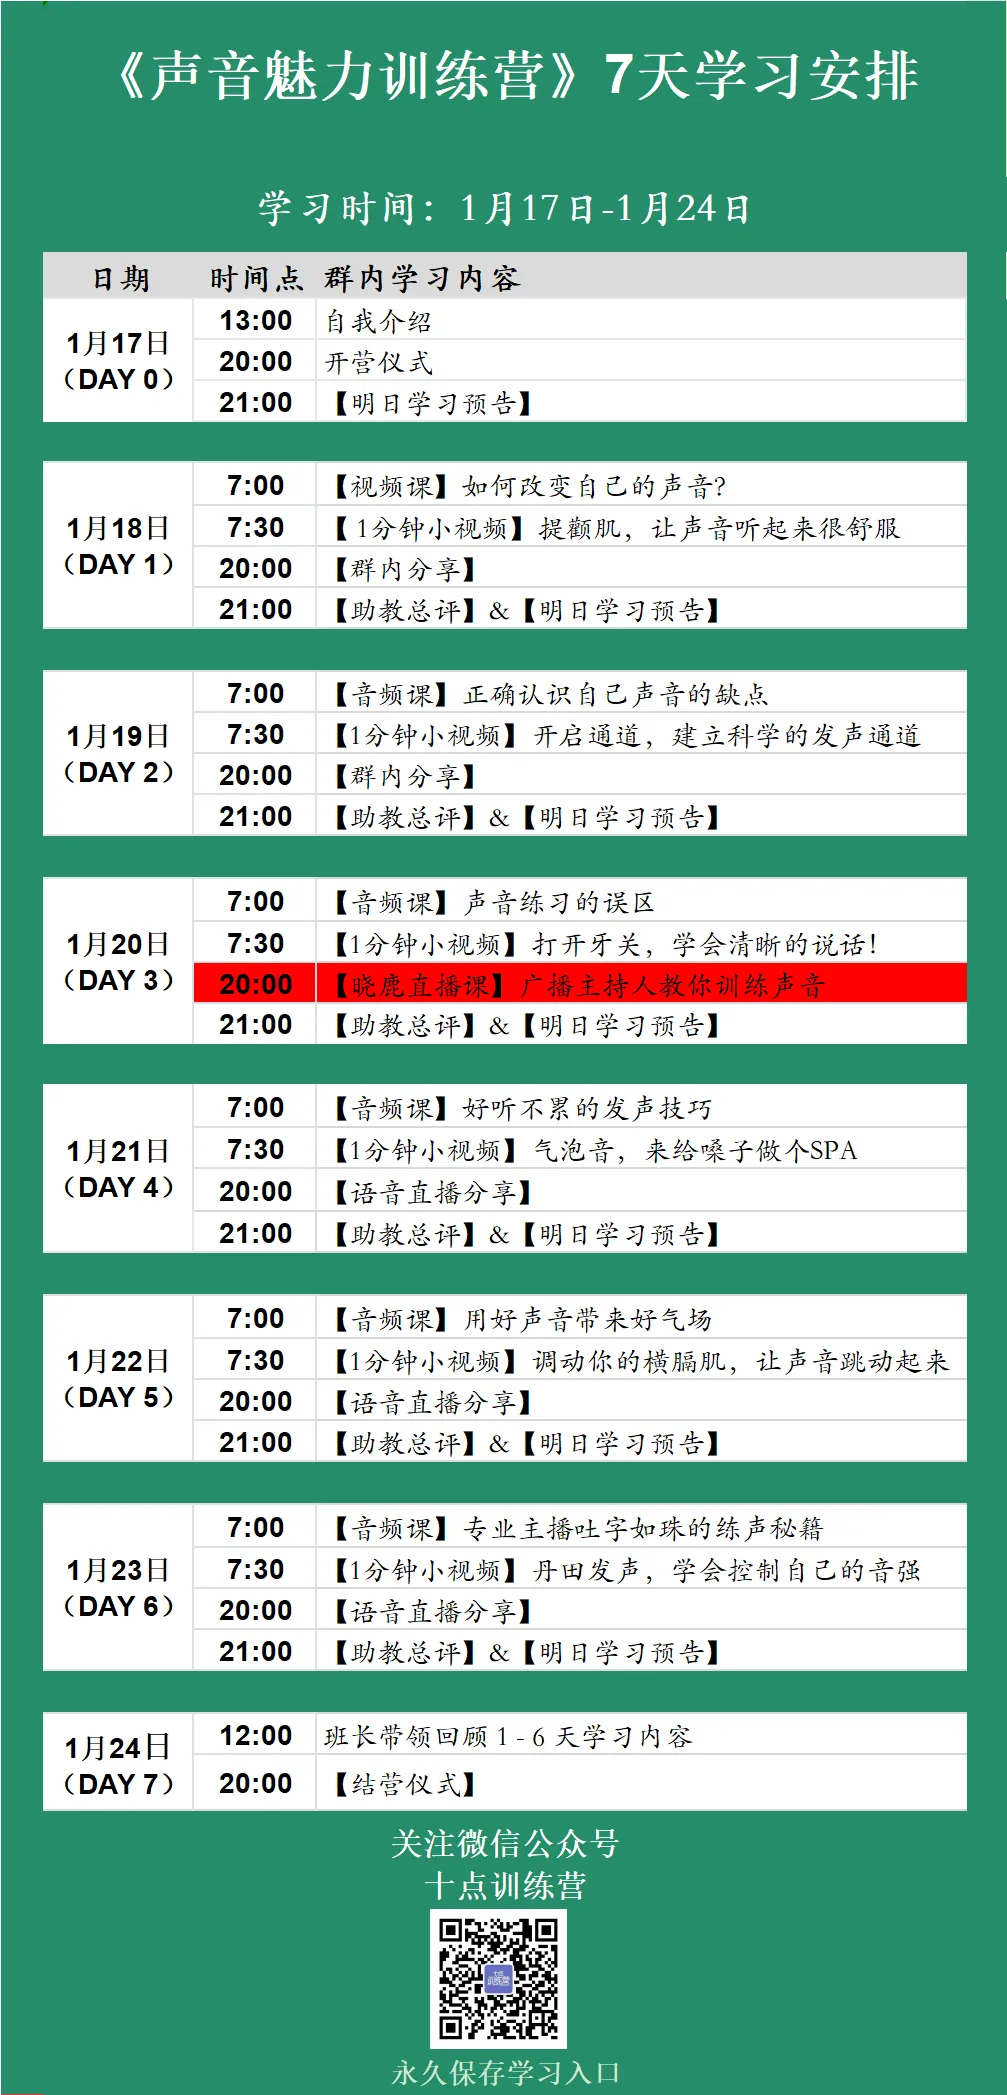 《声音魅力训练营》7天学习安排
学习时间：1月17日-1月24日
日期 时间点 群内学习内容
1月17日
（DAY 0）
13:00 自我介绍
20:00 开营仪式
21:00 【明日学习预告】
1月18日
（DAY 1）
7:00 【视频课】如何改变自己的声音?
7:30 【 1分钟小视频】提颧肌，让声音听起来很舒服
20:00 【群内分享】
21:00 【助教总评】&【明日学习预告】
1月19日
（DAY 2）
7:00 【音频课】正确认识自己声音的缺点
7:30 【1分钟小视频】开启通道，建立科学的发声通道
20:00 【群内分享】
21:00 【助教总评】&【明日学习预告】
1月20日
（DAY 3）
7:00 【音频课】声音练习的误区
7:30 【1分钟小视频】打开牙关，学会清晰的说话！
20:00 【晓鹿直播课】广播主持人教你训练声音
21:00 【助教总评】&【明日学习预告】
1月21日
（DAY 4）
7:00 【音频课】好听不累的发声技巧
7:30 【1分钟小视频】气泡音，来给嗓子做个SPA
20:00 【语音直播分享】
21:00 【助教总评】&【明日学习预告】
1月22日
（DAY 5）
7:00 【音频课】用好声音带来好气场
7:30 【1分钟小视频】调动你的横膈肌，让声音跳动起来
20:00 【语音直播分享】
21:00 【助教总评】&【明日学习预告】
1月23日
（DAY 6）
7:00 【音频课】专业主播吐字如珠的练声秘籍
7:30 【1分钟小视频】丹田发声，学会控制自己的音强
20:00 【语音直播分享】
21:00 【助教总评】&【明日学习预告】
1月24日
（DAY 7）
12:00 班长带领回顾 1 - 6 天学习内容
20:00 【结营仪式】
关注微信公众号
十点训练营
十点
训练营
永久保存学习入口